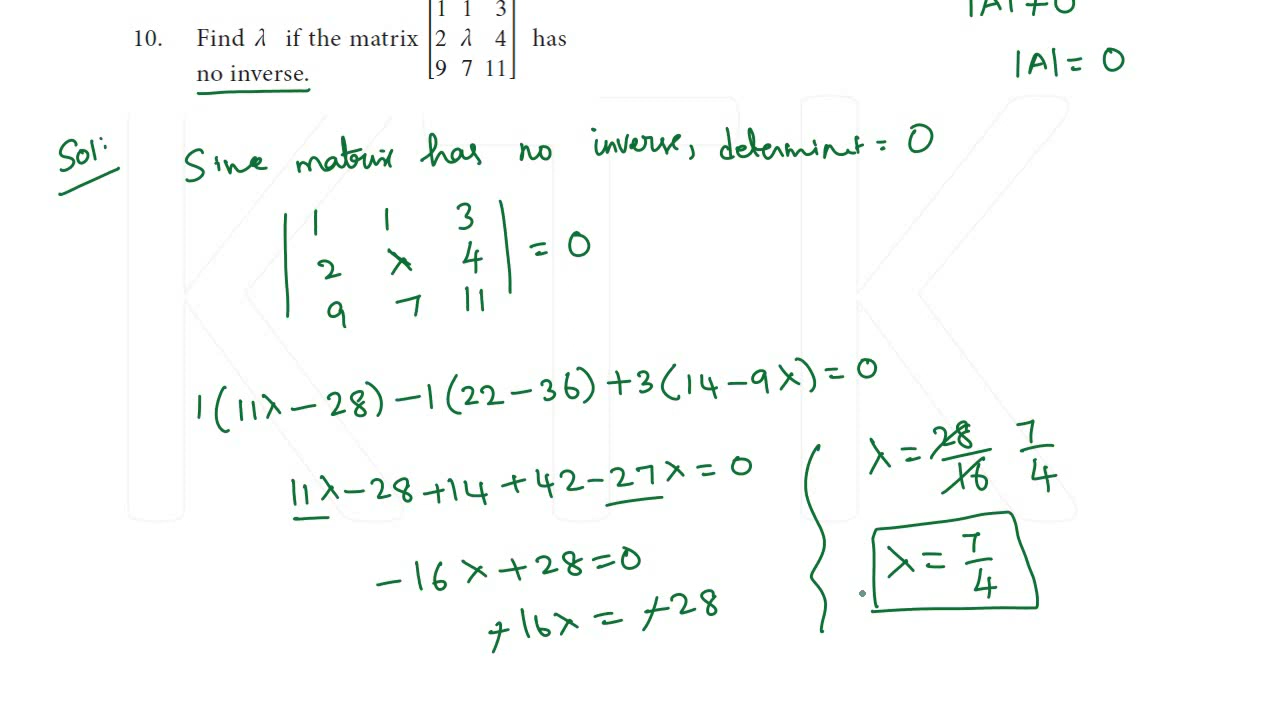 |A| ≠ 0
10. Find λ if the matrix [1 1 3
2 λ 4
9 7 11] has
no inverse.
|A| = 0
Sol:
Sine matrix has no inverse, determinnt = 0
| 1 1 3 |
| 2 λ 4 | = 0
| 9 7 11 |
1(11λ – 28) – 1(22 – 36) + 3(14 – 9λ) = 0
11λ – 28 + 14 + 42 – 27λ = 0
– 16λ + 28 = 0
+16λ = +28
λ = 28/16 7/4
λ = 7/4